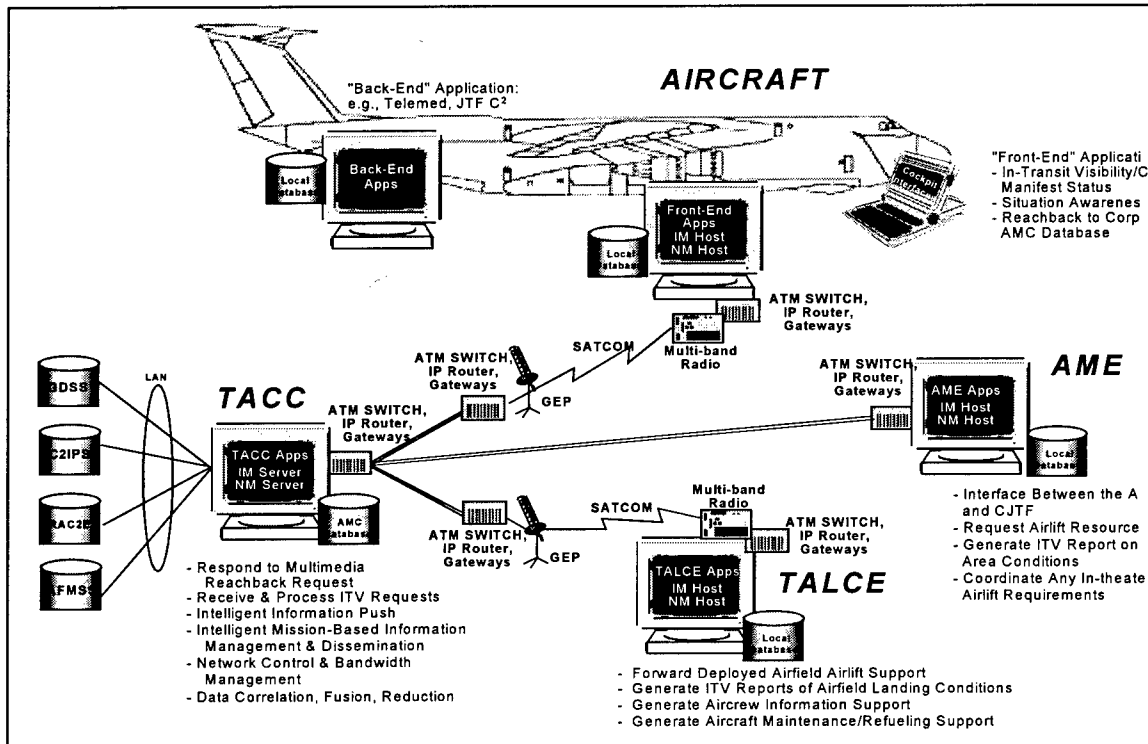 AIRCRAFT
"Back-End" Application:
e.g., Telemed, JTF C²
Local
Database
Back-End
Apps
Front-End
Apps
IM Host
NM Host
Local
Database
Cockpit
Interface
"Front-End" Applicati
- In-Transit Visibility/C
Manifest Status
- Situation Awarenes
- Reachback to Corp
AMC Database
ATM SWITCH,
IP Router,
Gateways
Multi-band
Radio
SATCOM
ATM SWITCH,
IP Router,
Gateways
GEP
LAN
GDSS
C2IPS
AFMSS
TACC
ATM SWITCH,
IP Router,
Gateways
TACC Apps
IM Server
NM Server
AMC
Database
- Respond to Multimedia
Reachback Request
- Receive & Process ITV Requests
- Intelligent Information Push
- Intelligent Mission-Based Information
Management & Dissemination
- Network Control & Bandwidth
Management
- Data Correlation, Fusion, Reduction
ATM SWITCH,
IP Router,
Gateways
GEP
SATCOM
Multi-band
Radio
ATM SWITCH,
IP Router,
Gateways
TALCE
TALCE Apps
IM Host
NM Host
Local
Database
- Forward Deployed Airfield Airlift Support
- Generate ITV Reports of Airfield Landing Conditions
- Generate Aircrew Information Support
- Generate Aircraft Maintenance/Refueling Support
AME
ATM SWITCH,
IP Router,
Gateways
AME Apps
IM Host
NM Host
Local
Database
- Interface Between the A
and CJTF
- Request Airlift Resource
- Generate ITV Report on
Area Conditions
- Coordinate Any In-theate
Airlift Requirements